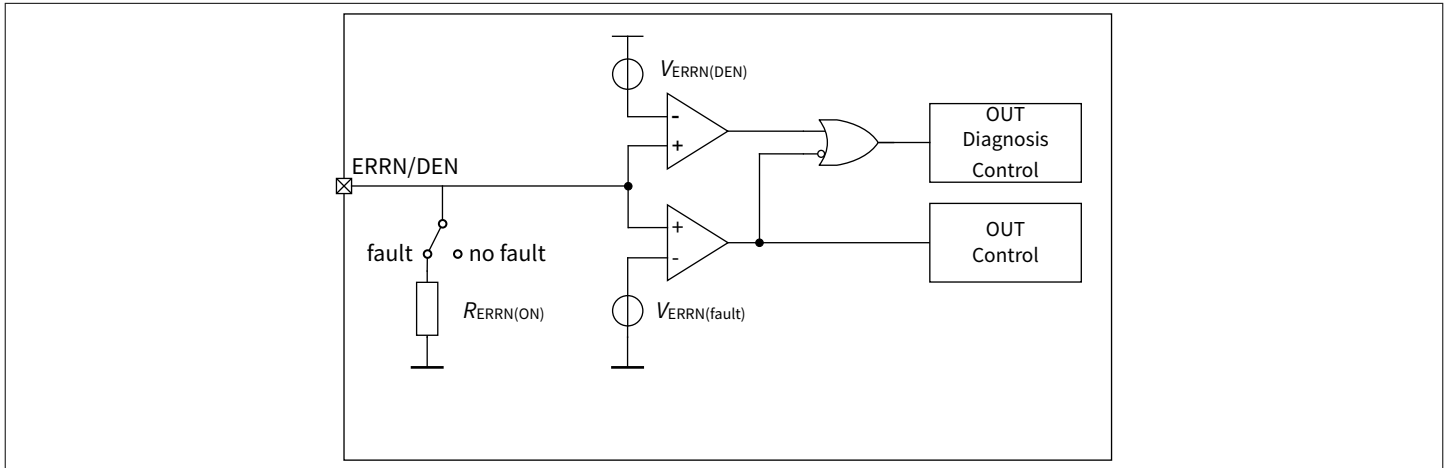 VERRN(DEN)
-
+
OUT
Diagnosis
Control
ERRN/DEN
+
-
OUT
Control
fault
no fault
RERRN(ON)
VERRN(fault)